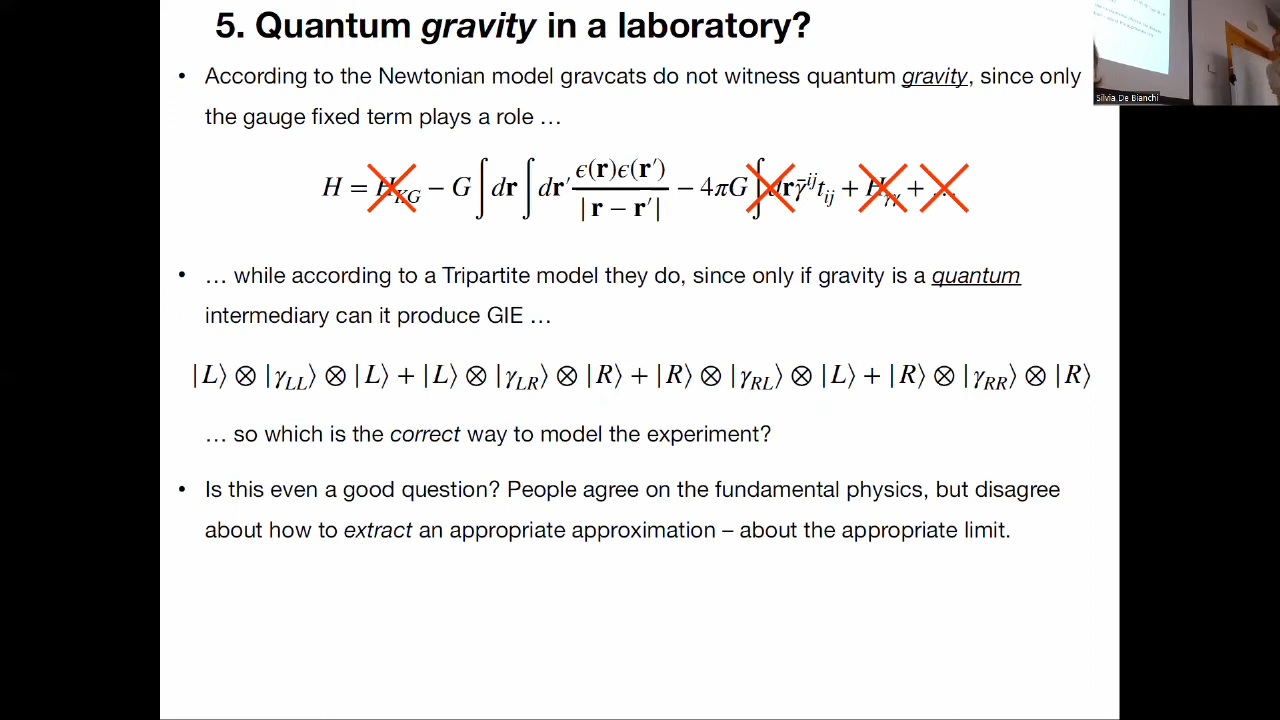 5. Quantum gravity in a laboratory?
• According to the Newtonian model gravcats do not witness quantum gravity, since only
the gauge fixed term plays a role …
H = H_KG − G ∫ dr ∫ dr′ ϵ(r)ϵ(r′) / |r − r′| − 4πG ∫ dr γ̄^{ij} t_{ij} + H_γγ + …
• … while according to a Tripartite model they do, since only if gravity is a quantum
intermediary can it produce GIE …
|L⟩ ⊗ |γ_LL⟩ ⊗ |L⟩ + |L⟩ ⊗ |γ_LR⟩ ⊗ |R⟩ + |R⟩ ⊗ |γ_RL⟩ ⊗ |L⟩ + |R⟩ ⊗ |γ_RR⟩ ⊗ |R⟩
… so which is the correct way to model the experiment?
• Is this even a good question? People agree on the fundamental physics, but disagree
about how to extract an appropriate approximation – about the appropriate limit.
Silvia De Bianchi